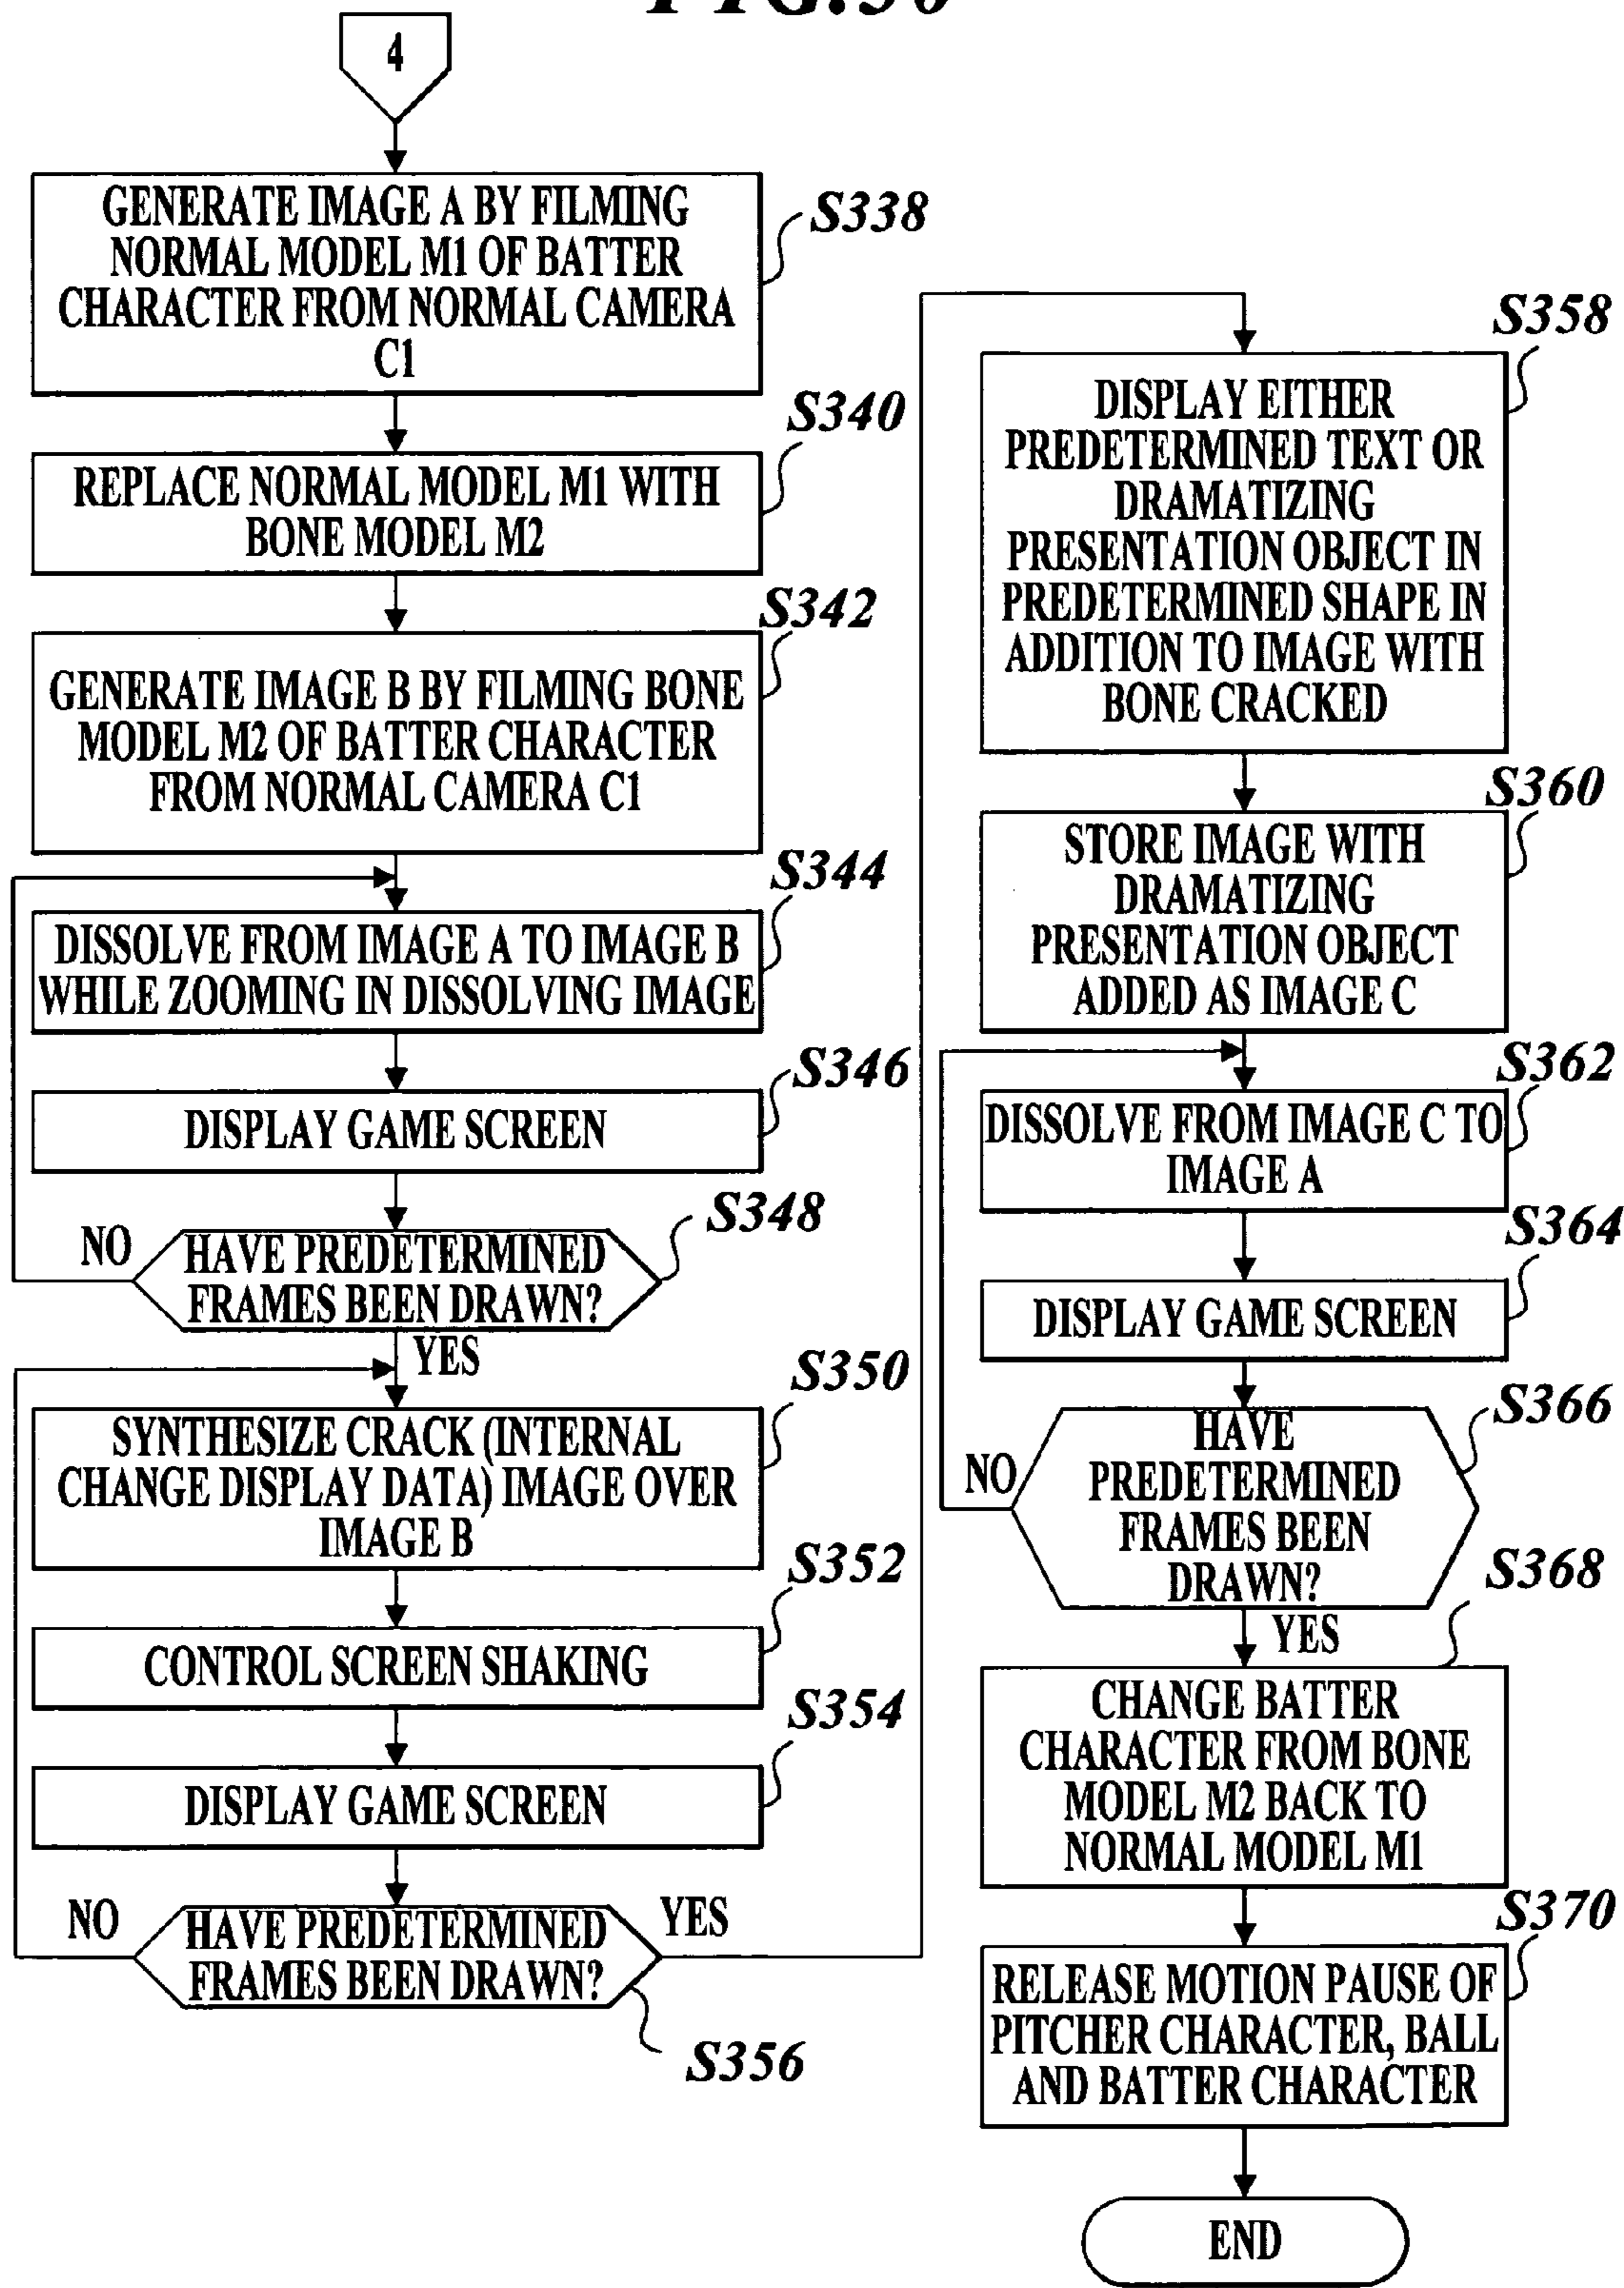 4
GENERATE IMAGE A BY FILMING
NORMAL MODEL M1 OF BATTER
CHARACTER FROM NORMAL CAMERA
C1
S338
REPLACE NORMAL MODEL M1 WITH
BONE MODEL M2
S340
GENERATE IMAGE B BY FILMING BONE
MODEL M2 OF BATTER CHARACTER
FROM NORMAL CAMERA C1
S342
DISSOLVE FROM IMAGE A TO IMAGE B
WHILE ZOOMING IN DISSOLVING IMAGE
S344
DISPLAY GAME SCREEN
S346
HAVE PREDETERMINED
FRAMES BEEN DRAWN?
S348
NO
YES
SYNTHESIZE CRACK (INTERNAL
CHANGE DISPLAY DATA) IMAGE OVER
IMAGE B
S350
CONTROL SCREEN SHAKING
S352
DISPLAY GAME SCREEN
S354
HAVE PREDETERMINED
FRAMES BEEN DRAWN?
S356
NO
YES
DISPLAY EITHER
PREDETERMINED TEXT OR
DRAMATIZING
PRESENTATION OBJECT IN
PREDETERMINED SHAPE IN
ADDITION TO IMAGE WITH
BONE CRACKED
S358
STORE IMAGE WITH
DRAMATIZING
PRESENTATION OBJECT
ADDED AS IMAGE C
S360
DISSOLVE FROM IMAGE C TO
IMAGE A
S362
DISPLAY GAME SCREEN
S364
HAVE
PREDETERMINED
FRAMES BEEN
DRAWN?
S366
NO
YES
CHANGE BATTER
CHARACTER FROM BONE
MODEL M2 BACK TO
NORMAL MODEL M1
S368
RELEASE MOTION PAUSE OF
PITCHER CHARACTER, BALL
AND BATTER CHARACTER
S370
END